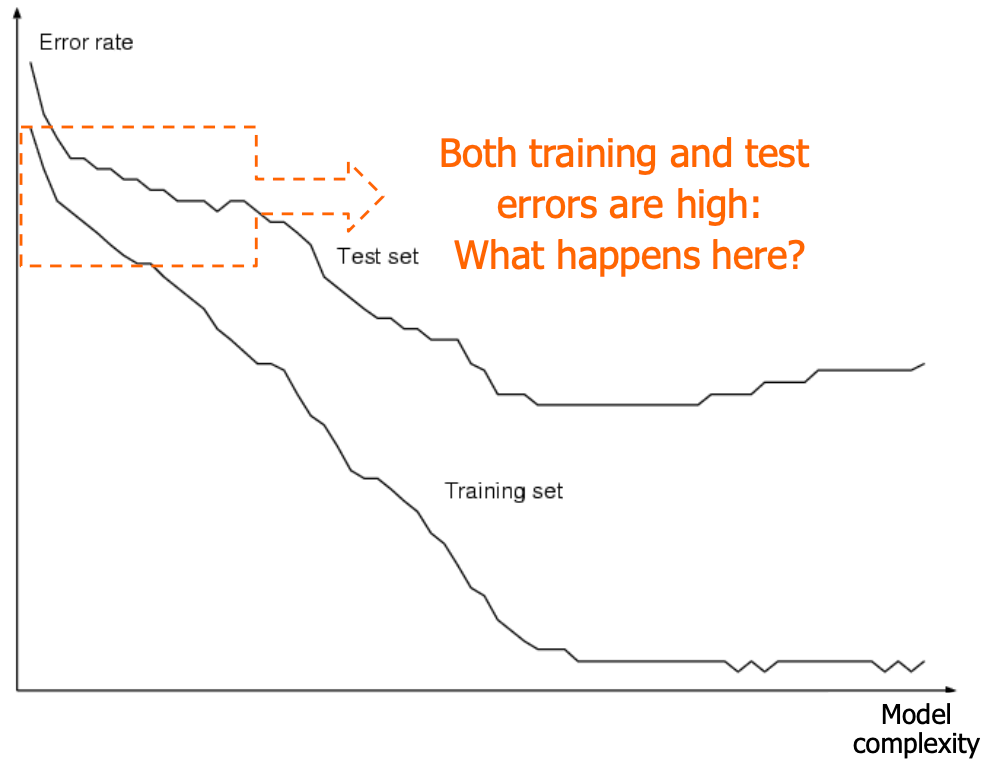 Error rate
Both training and test
errors are high:
What happens here?
Test set
Training set
Model
complexity